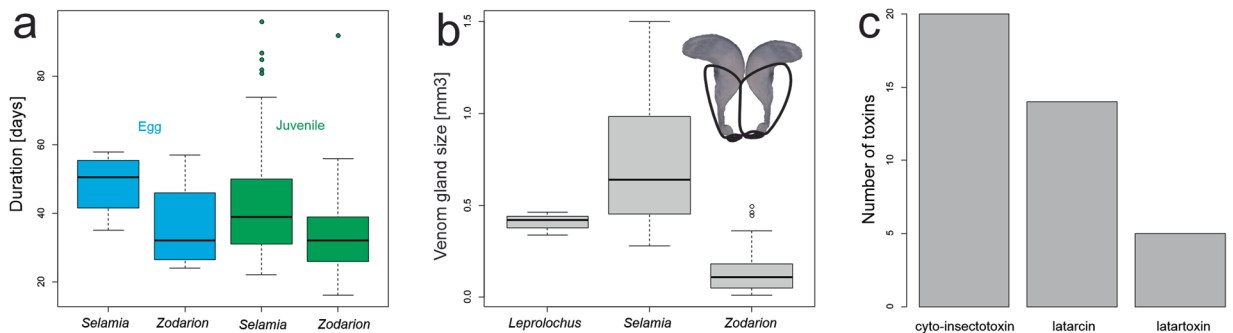 a
Duration [days]
80
60
40
20
Egg
Juvenile
Selamia
Zodarion
Selamia
Zodarion
b
Venom gland size [mm3]
1.5
1.0
0.5
0.0
Leprolochus
Selamia
Zodarion
c
Number of toxins
20
15
10
5
0
cyto-insectotoxin
latarcin
latartoxin